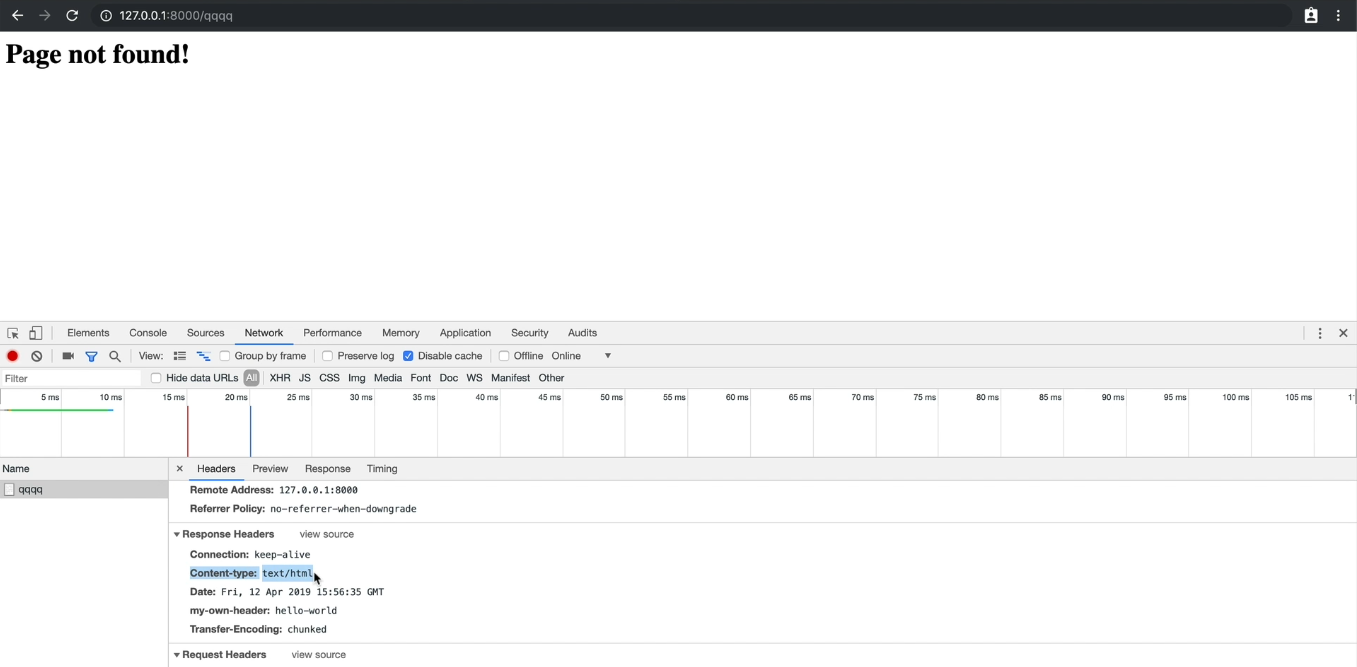 127.0.0.1:8000/qqqq
Page not found!
Elements Console Sources Network Performance Memory Application Security Audits
View: Group by frame Preserve log Disable cache Offline Online
Filter Hide data URLs All XHR JS CSS Img Media Font Doc WS Manifest Other
5 ms 10 ms 15 ms 20 ms 25 ms 30 ms 35 ms 40 ms 45 ms 50 ms 55 ms 60 ms 65 ms 70 ms 75 ms 80 ms 85 ms 90 ms 95 ms 100 ms 105 ms
Name Headers Preview Response Timing
qqqq
Remote Address: 127.0.0.1:8000
Referrer Policy: no-referrer-when-downgrade
Response Headers view source
Connection: keep-alive
Content-type: text/html
Date: Fri, 12 Apr 2019 15:56:35 GMT
my-own-header: hello-world
Transfer-Encoding: chunked
Request Headers view source